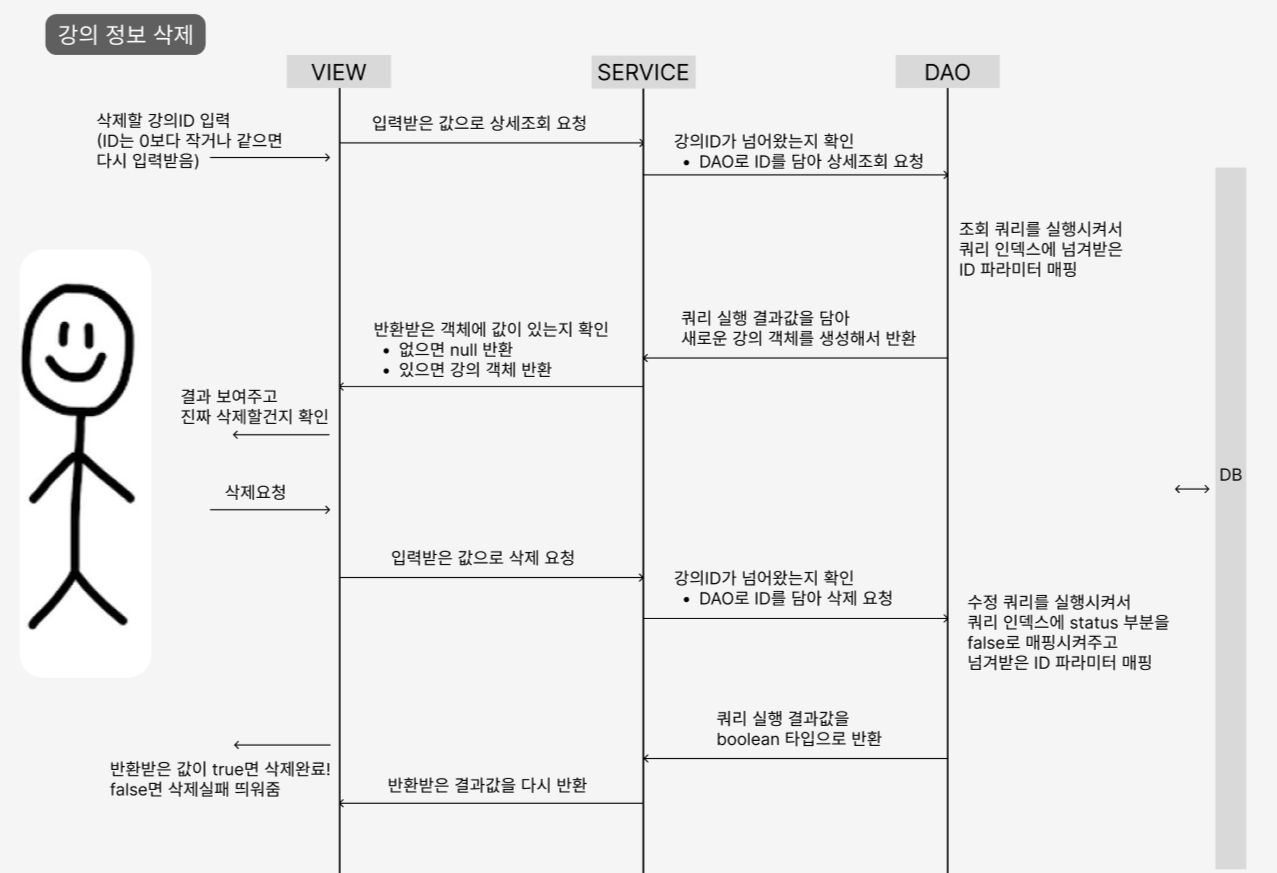 강의 정보 삭제
VIEW
SERVICE
DAO
삭제할 강의ID 입력
(ID는 0보다 작거나 같으면
다시 입력받음)
입력받은 값으로 상세조회 요청
강의ID가 넘어왔는지 확인
• DAO로 ID를 담아 상세조회 요청
조회 쿼리를 실행시켜서
쿼리 인덱스에 넘겨받은
ID 파라미터 매핑
쿼리 실행 결과값을 담아
새로운 강의 객체를 생성해서 반환
반환받은 객체에 값이 있는지 확인
• 없으면 null 반환
• 있으면 강의 객체 반환
결과 보여주고
진짜 삭제할건지 확인
DB
삭제요청
입력받은 값으로 삭제 요청
강의ID가 넘어왔는지 확인
• DAO로 ID를 담아 삭제 요청
수정 쿼리를 실행시켜서
쿼리 인덱스에 status 부분을
false로 매핑시켜주고
넘겨받은 ID 파라미터 매핑
쿼리 실행 결과값을
boolean 타입으로 반환
반환받은 결과값을 다시 반환
반환받은 값이 true면 삭제완료!
false면 삭제실패 띄워줌